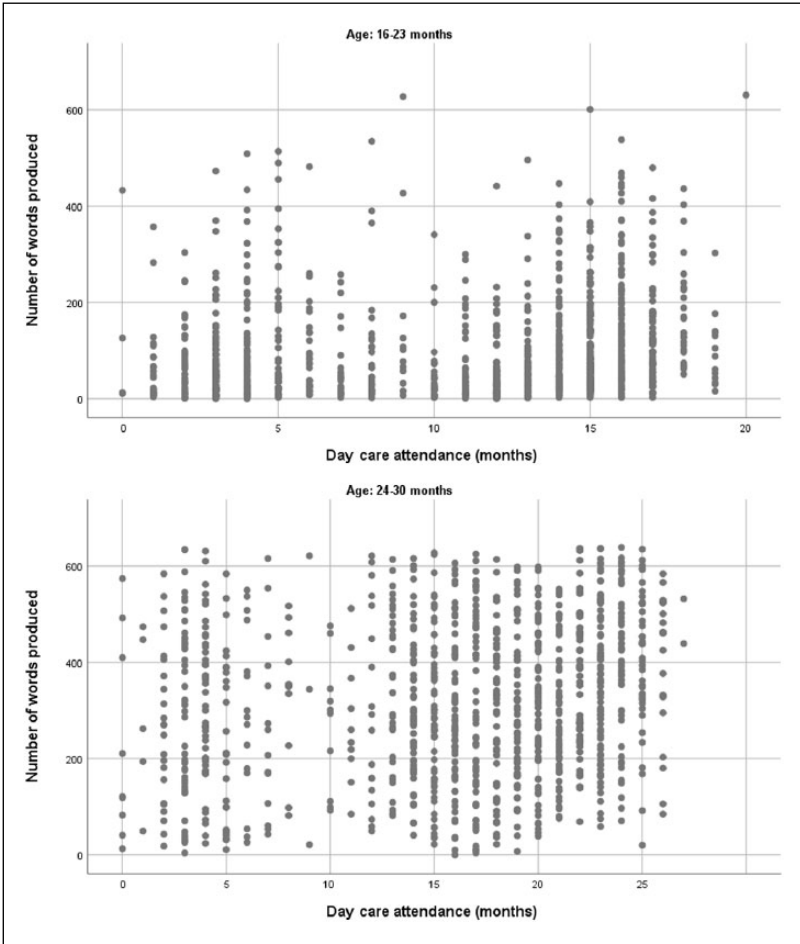 Age: 16-23 months
Number of words produced
600
400
200
0
0 5 10 15 20
Day care attendance (months)
Age: 24-30 months
Number of words produced
600
400
200
0
0 5 10 15 20 25
Day care attendance (months)